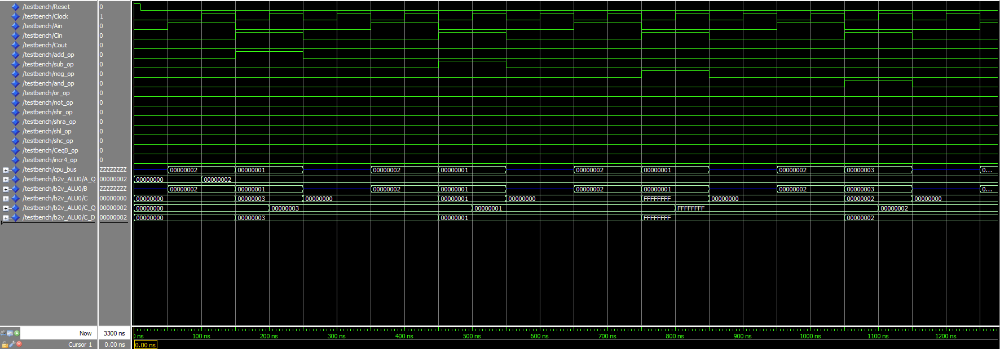 /testbench/Reset 0
/testbench/Clock 1
/testbench/Ain 0
/testbench/Cin 0
/testbench/Cout 0
/testbench/add_op 0
/testbench/sub_op 0
/testbench/neg_op 0
/testbench/and_op 0
/testbench/or_op 0
/testbench/not_op 0
/testbench/shr_op 0
/testbench/shra_op 0
/testbench/shl_op 0
/testbench/shc_op 0
/testbench/CeqB_op 0
/testbench/incr4_op 0
/testbench/cpu_bus ZZZZZZZZ 00000002 00000001 00000002 00000001 00000002 00000001 00000002 00000003 0...
/testbench/b2v_ALU0/A_Q 00000002 00000000 00000002
/testbench/b2v_ALU0/B ZZZZZZZZ 00000002 00000001 00000002 00000001 00000002 00000001 00000002 00000003 0...
/testbench/b2v_ALU0/C 00000000 00000000 00000003 00000000 00000001 00000000 FFFFFFFF 00000000 00000002 00000000
/testbench/b2v_ALU0/C_Q 00000002 00000000 00000003 00000001 FFFFFFFF 00000002
/testbench/b2v_ALU0/C_D 00000002 00000000 00000003 00000001 FFFFFFFF 00000002
Now 3300 ns ns 100 ns 200 ns 300 ns 400 ns 500 ns 600 ns 700 ns 800 ns 900 ns 1000 ns 1100 ns 1200 ns
Cursor 1 0.00 ns 0.00 ns